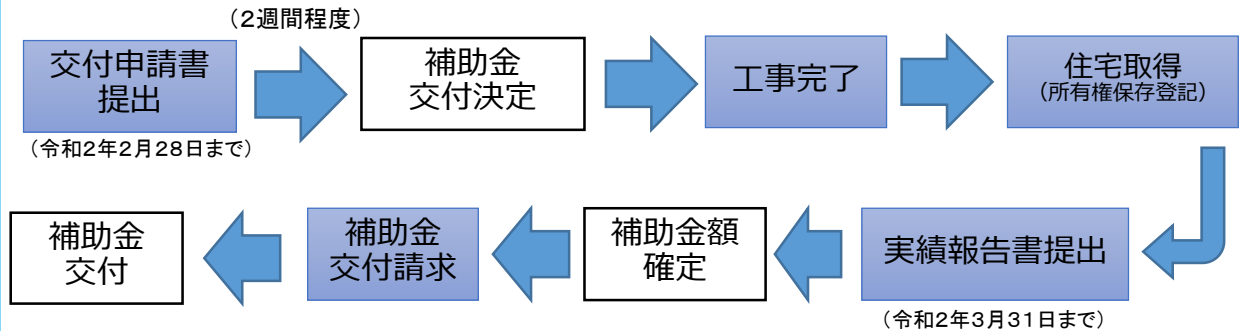 （２週間程度）
交付申請書
提出
（令和２年２月２８日まで）
補助金
交付決定
工事完了
住宅取得
（所有権保存登記）
実績報告書提出
（令和２年３月３１日まで）
補助金額
確定
補助金
交付請求
補助金
交付